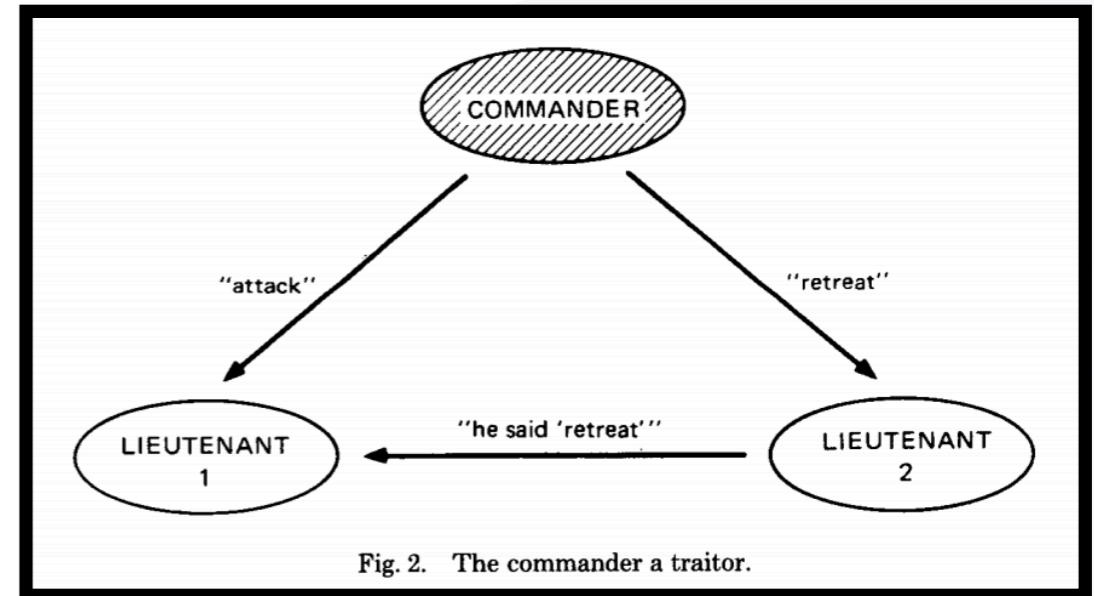 COMMANDER
"attack"
"retreat"
"he said 'retreat'"
LIEUTENANT
1
LIEUTENANT
2
Fig. 2. The commander a traitor.